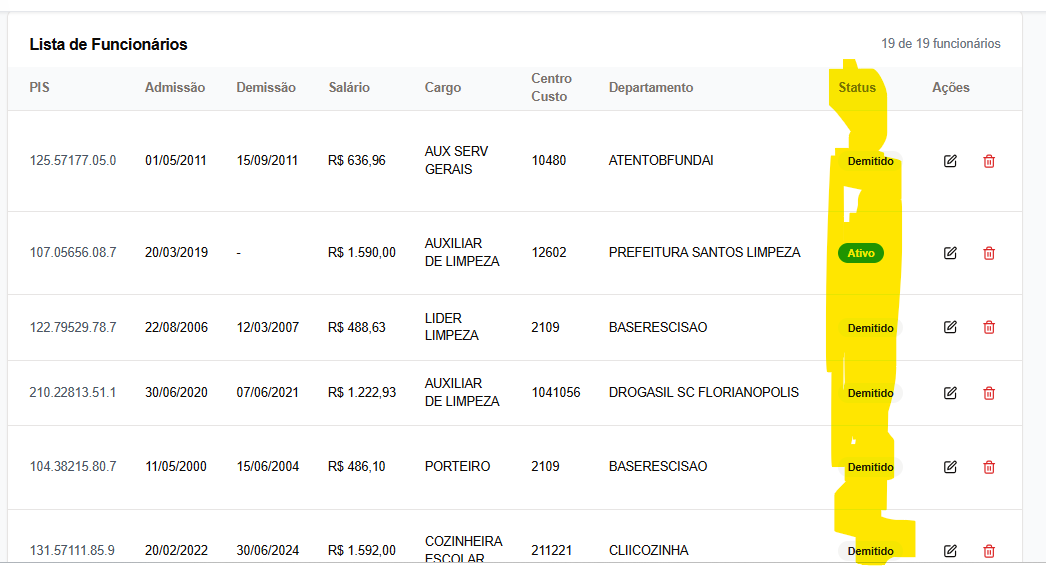 Lista de Funcionários
19 de 19 funcionários
PIS Admissão Demissão Salário Cargo Centro Custo Departamento Status Ações
125.57177.05.0 01/05/2011 15/09/2011 R$ 636,96 AUX SERV GERAIS 10480 ATENTOBFUNDAI Demitido
107.05656.08.7 20/03/2019 - R$ 1.590,00 AUXILIAR DE LIMPEZA 12602 PREFEITURA SANTOS LIMPEZA Ativo
122.79529.78.7 22/08/2006 12/03/2007 R$ 488,63 LIDER LIMPEZA 2109 BASERESCISAO Demitido
210.22813.51.1 30/06/2020 07/06/2021 R$ 1.222,93 AUXILIAR DE LIMPEZA 1041056 DROGASIL SC FLORIANOPOLIS Demitido
104.38215.80.7 11/05/2000 15/06/2004 R$ 486,10 PORTEIRO 2109 BASERESCISAO Demitido
131.57111.85.9 20/02/2022 30/06/2024 R$ 1.592,00 COZINHEIRA ESCOLAR 211221 CLIICOZINHA Demitido